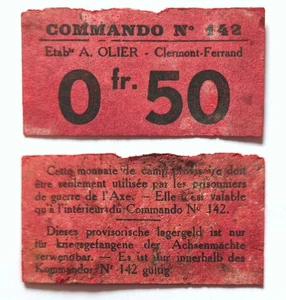 COMMANDO N° 142
Etabts A. OLIER - Clermont-Ferrand
0 fr. 50
Cette monnaie de camp provisoire doit
être seulement utilisée par les prisonniers
de guerre de l'Axe. — Elle n'est valable
qu'à l'intérieur du Commando N° 142.
Dieses provisorische lagergeld ist nur
für kriegsgefangene der Achsenmächte
verwendbar. — Es ist nur innerhalb des
Kommandos N° 142 gültig.